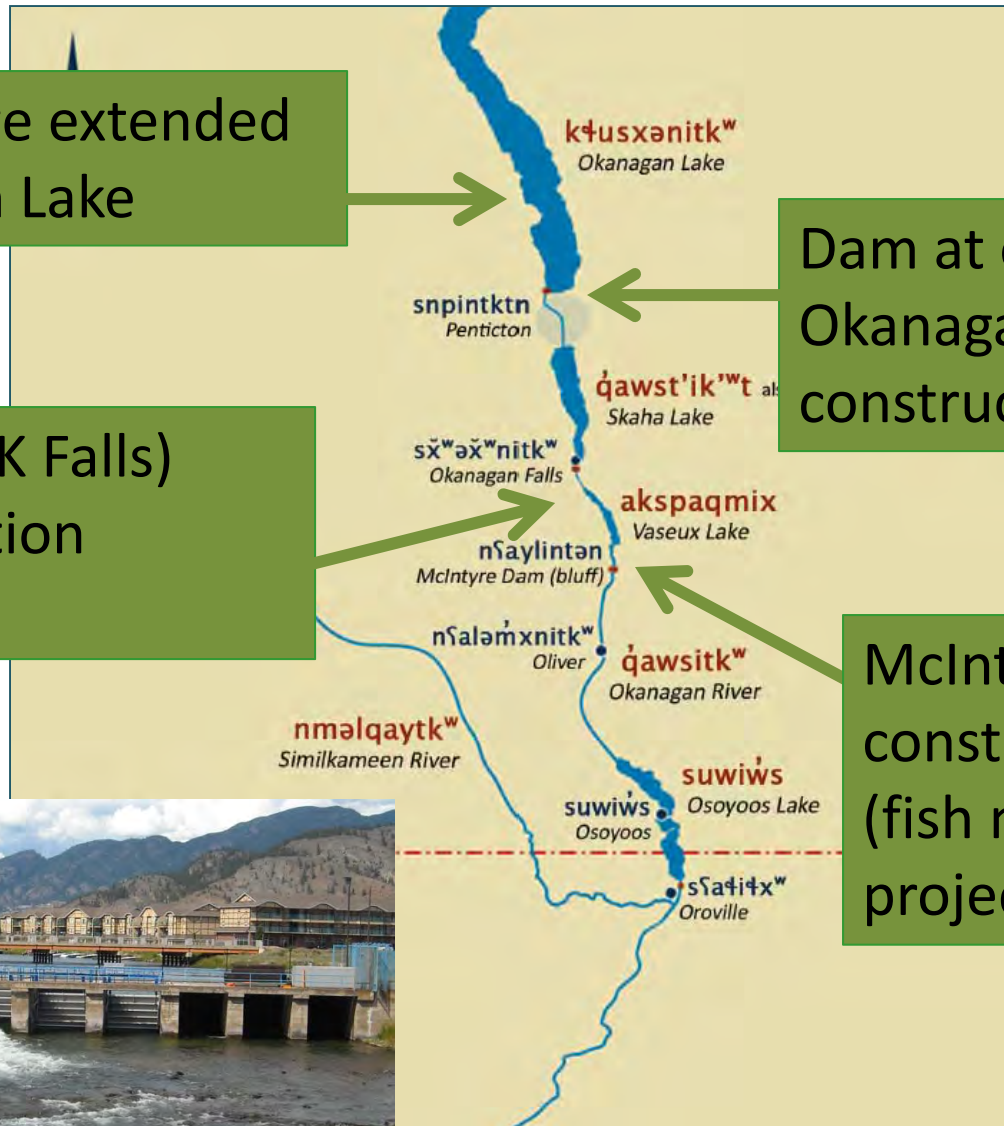 e extended
Lake
kɬusxənitkʷ
Okanagan Lake
Dam at
Okanaga
construc
snpintktn
Penticton
q̓awst'ik'ʷt als
Skaha Lake
K Falls)
tion
sx̌ʷəx̌ʷnitkʷ
Okanagan Falls
akspaqmix
Vaseux Lake
nʕaylintən
McIntyre Dam (bluff)
nʕaləm̓xnitkʷ
Oliver
q̓awsitkʷ
Okanagan River
McInt
const
(fish
projec
nməlqaytkʷ
Similkameen River
suwiw̓s
Osoyoos Lake
suwiw̓s
Osoyoos
sʕaɬiɬxʷ
Oroville